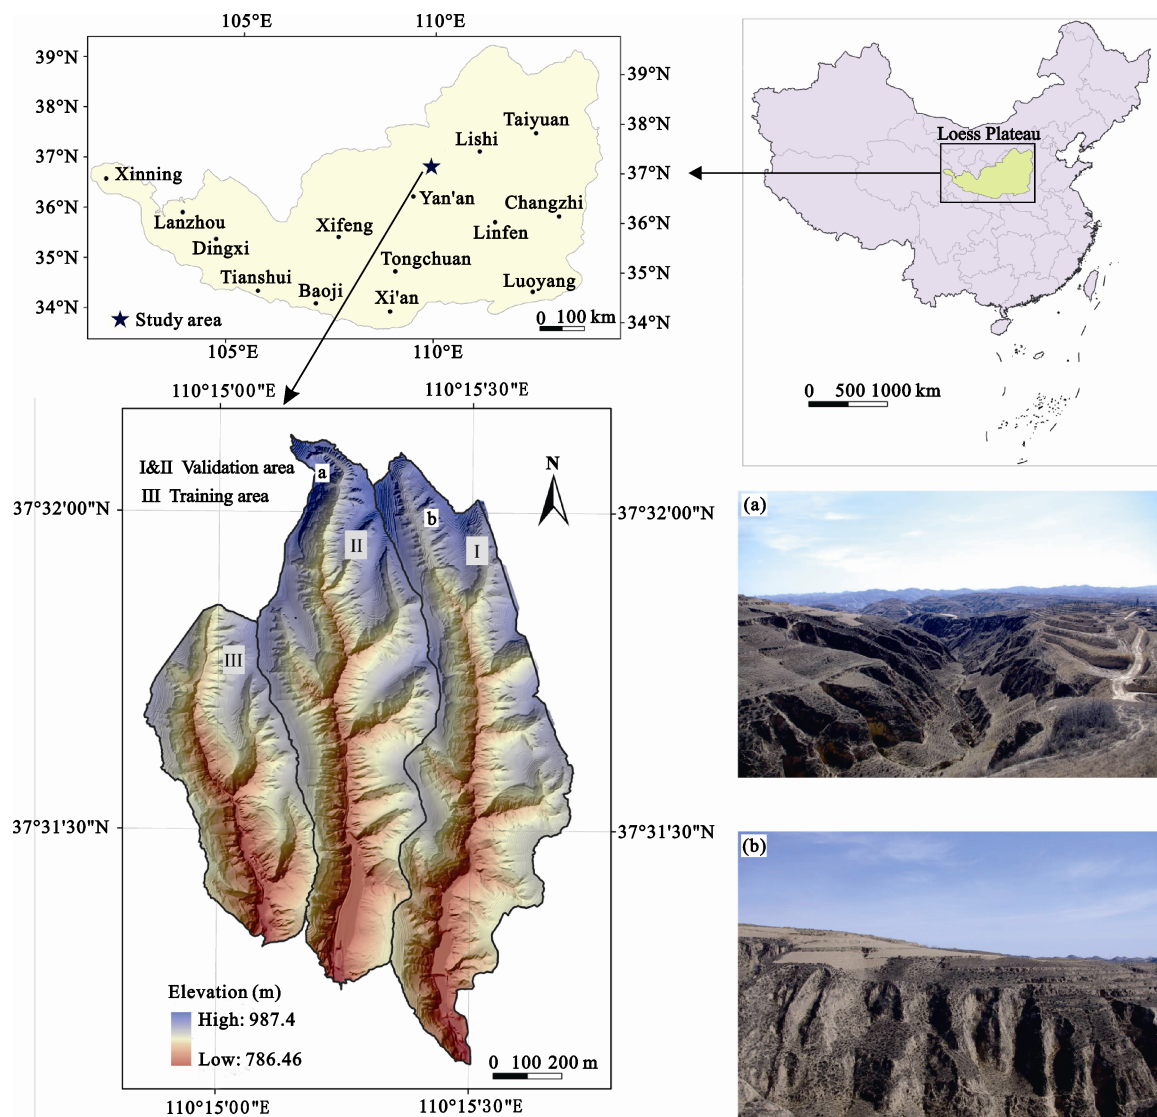 105°E
110°E
39°N
38°N
37°N
36°N
35°N
34°N
39°N
38°N
37°N
36°N
35°N
34°N
Taiyuan
Lishi
Xinning
Yan'an
Changzhi
Lanzhou
Xifeng
Linfen
Dingxi
Tongchuan
Tianshui
Baoji
Xi'an
Luoyang
Study area
0 100 km
105°E
110°E
Loess Plateau
0 500 1000 km
110°15'00"E
110°15'30"E
I&II Validation area
III Training area
a
b
N
II
I
III
37°32'00"N
37°32'00"N
37°31'30"N
37°31'30"N
Elevation (m)
High: 987.4
Low: 786.46
0 100 200 m
110°15'00"E
110°15'30"E
(a)
(b)